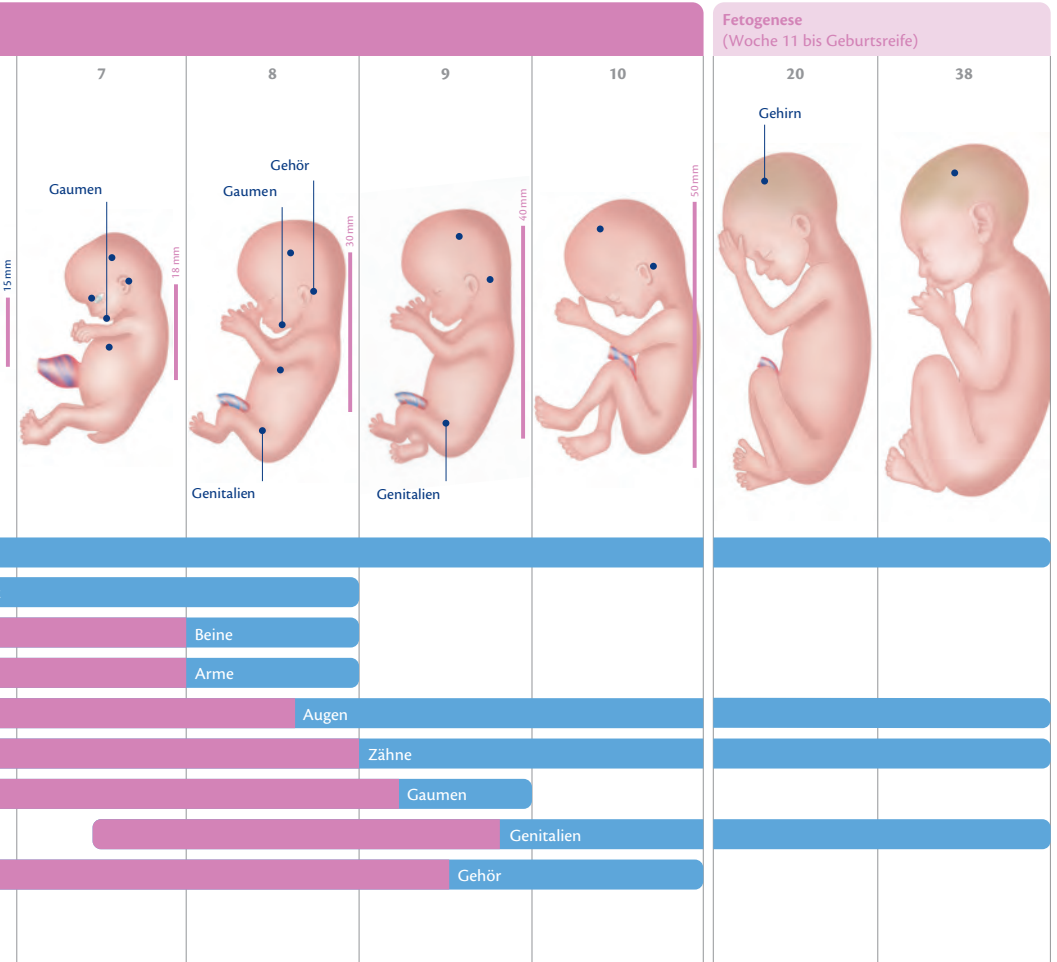 Fetogenese
(Woche 11 bis Geburtsreife)
7
8
9
10
20
38
Gehirn
Gehör
Gaumen
Gaumen
15 mm
18 mm
30 mm
40 mm
50 mm
Genitalien
Genitalien
Beine
Arme
Augen
Zähne
Gaumen
Genitalien
Gehör